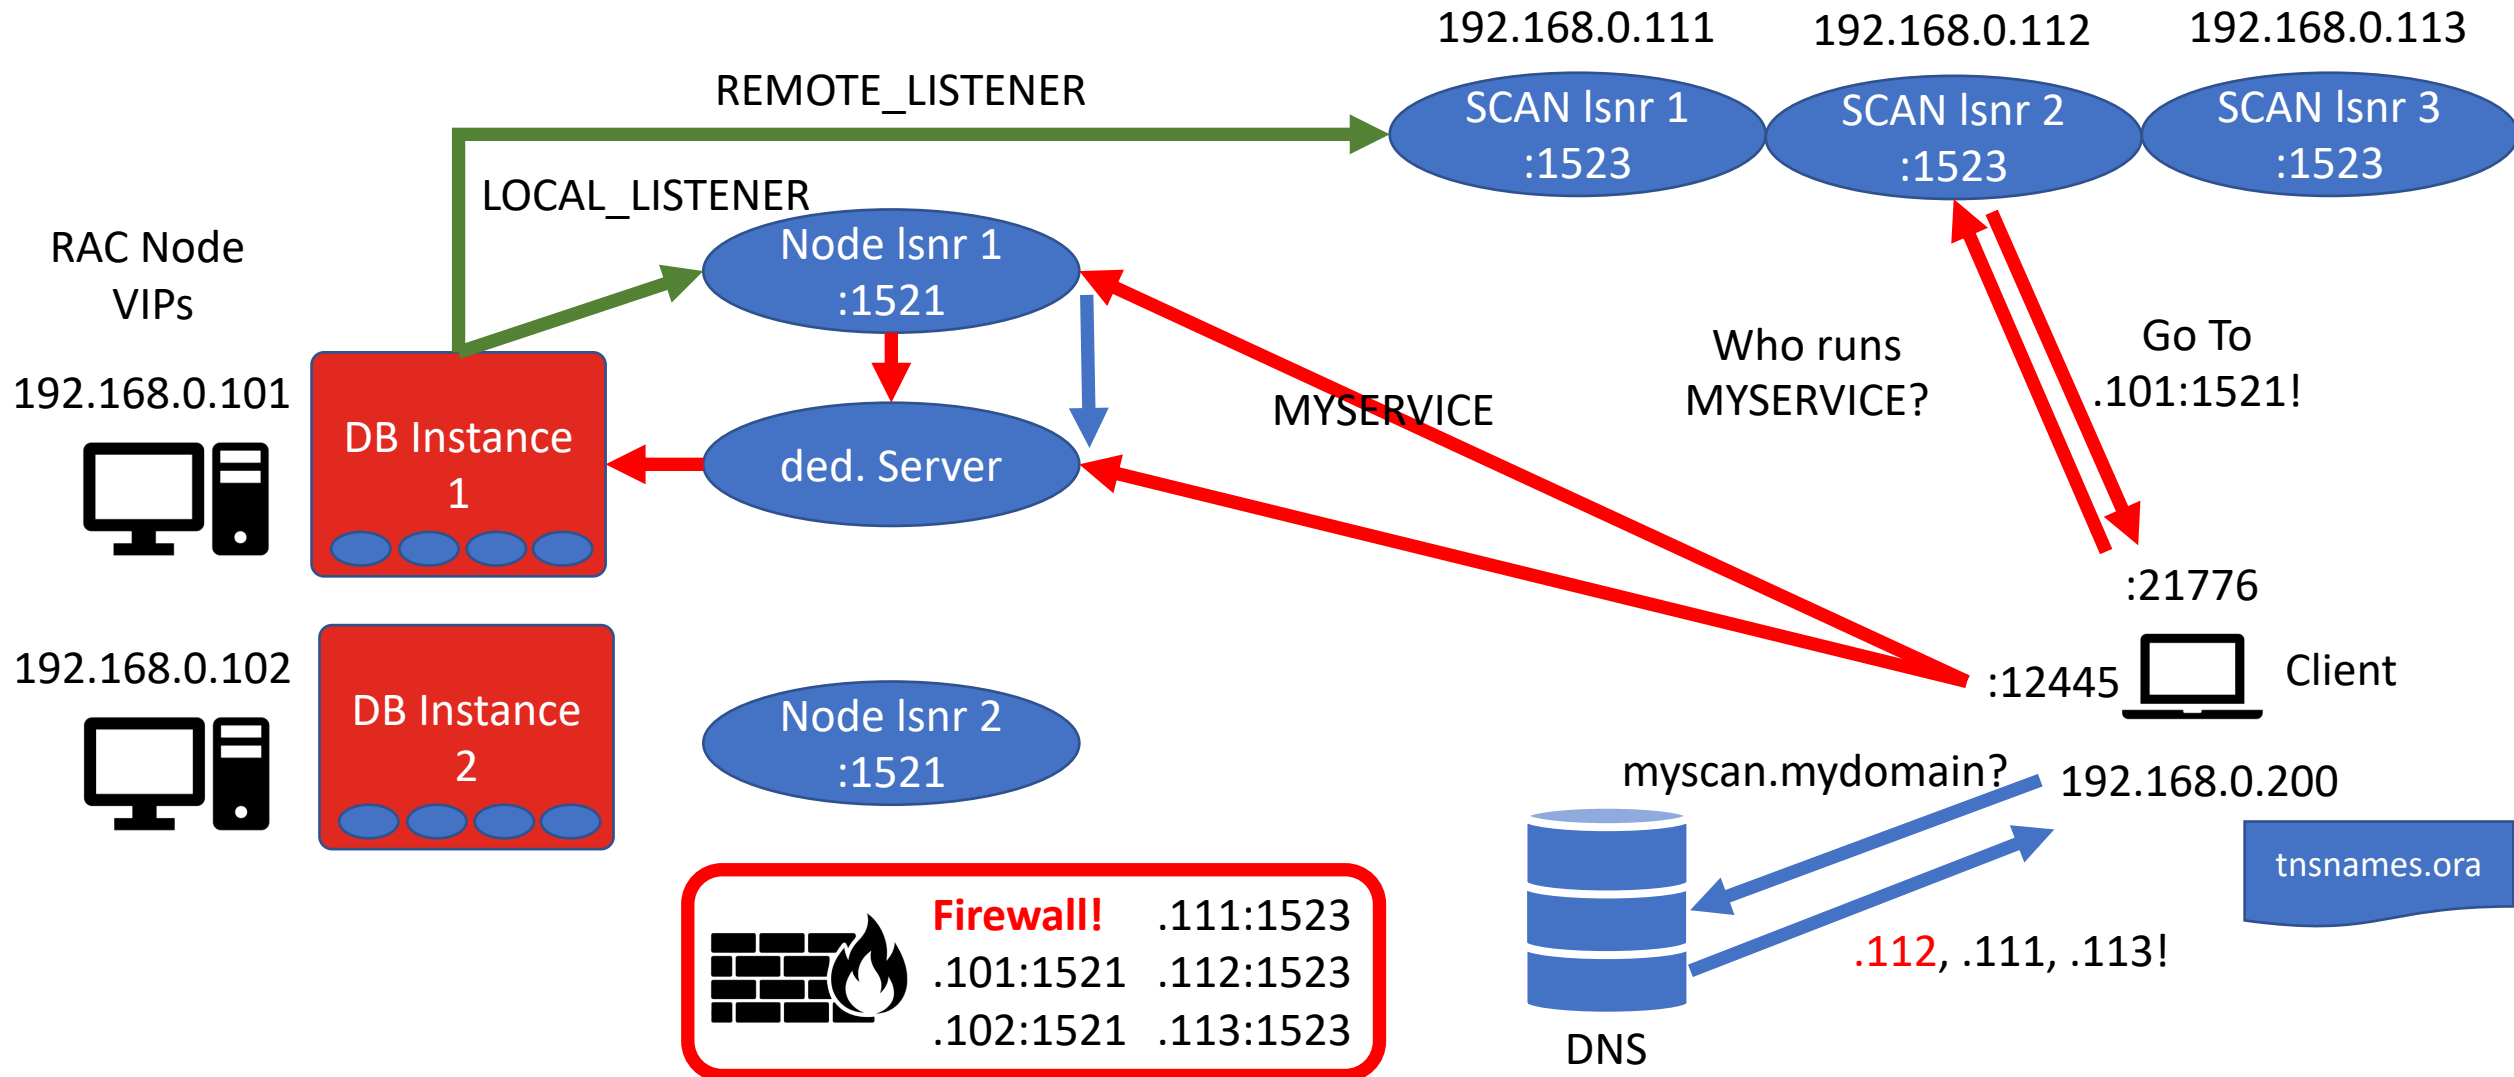 192.168.0.111
192.168.0.112
192.168.0.113
REMOTE_LISTENER
SCAN lsnr 1
:1523
SCAN lsnr 2
:1523
SCAN lsnr 3
:1523
LOCAL_LISTENER
RAC Node
VIPs
Node lsnr 1
:1521
Who runs
MYSERVICE?
Go To
.101:1521!
192.168.0.101
DB Instance
1
MYSERVICE
ded. Server
:21776
192.168.0.102
DB Instance
2
Node lsnr 2
:1521
:12445
Client
myscan.mydomain?
192.168.0.200
tnsnames.ora
Firewall!
.111:1523
.101:1521
.112:1523
.102:1521
.113:1523
.112, .111, .113!
DNS